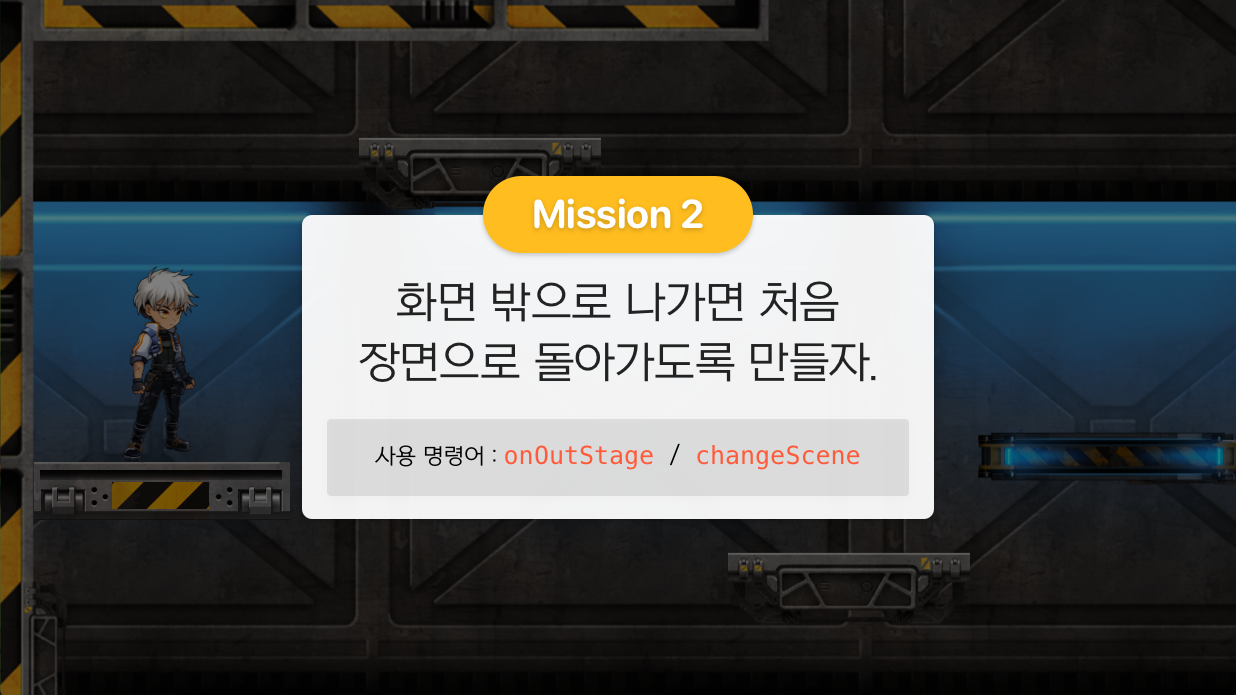 Mission 2
화면 밖으로 나가면 처음
장면으로 돌아가도록 만들자.
사용 명령어 : onOutStage / changeScene